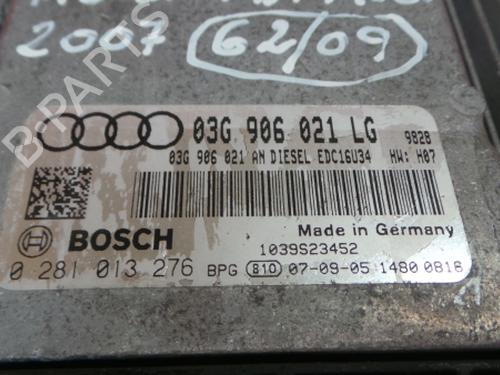 2007 62/09
03G 906 021 LG 9828
03G 906 021 AN DIESEL EDC16U34 HW: H07
BOSCH Made in Germany
1039S23452
0 281 013 276 BPG 810 07-09-05 1480 0818
B-PARTS